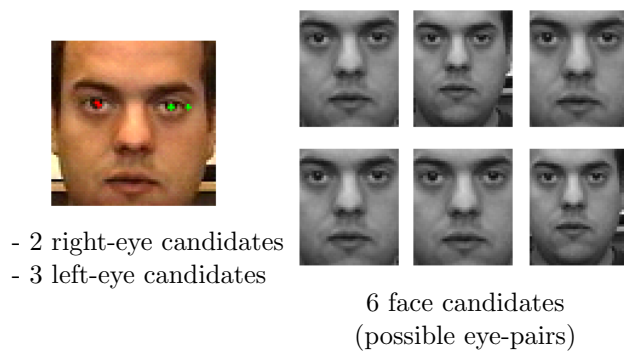 - 2 right-eye candidates
- 3 left-eye candidates
6 face candidates
(possible eye-pairs)